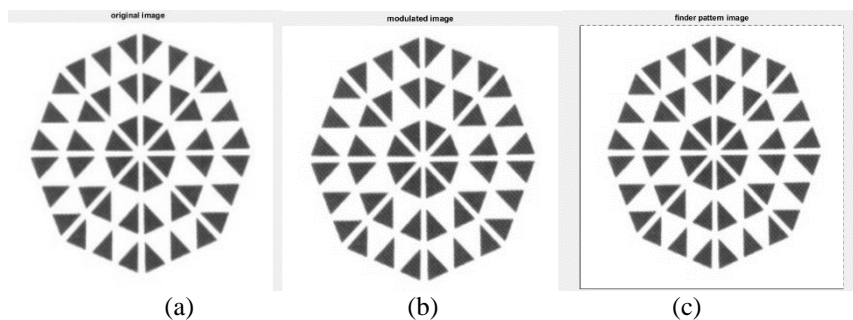 original image
modulated image
finder pattern image
(a)
(b)
(c)